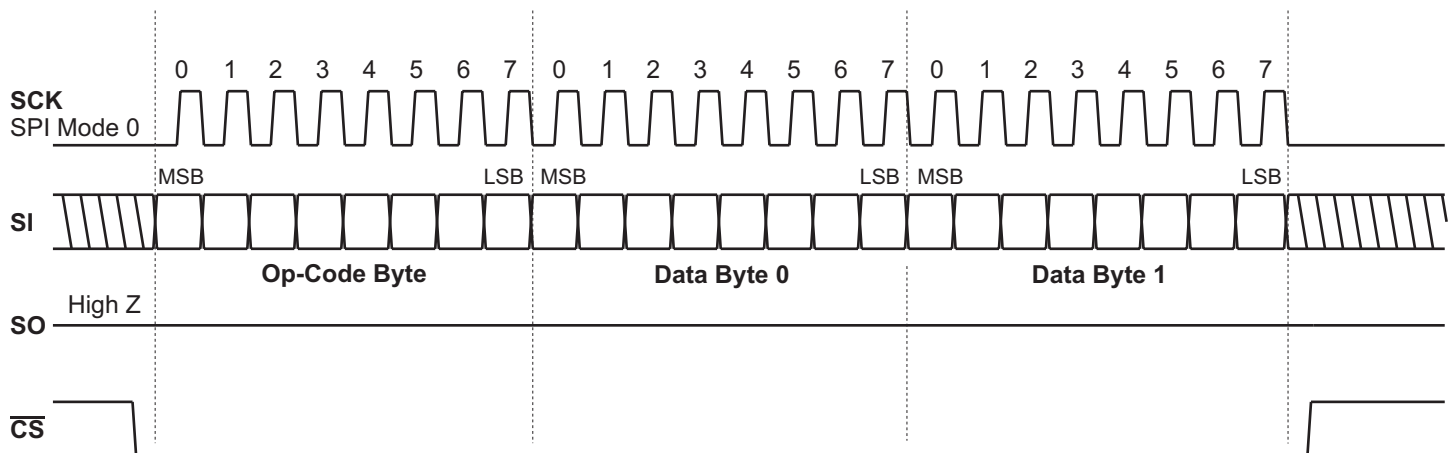 0 1 2 3 4 5 6 7 0 1 2 3 4 5 6 7 0 1 2 3 4 5 6 7
SCK
SPI Mode 0
MSB LSB MSB LSB MSB LSB
SI
Op-Code Byte Data Byte 0 Data Byte 1
High Z
SO
CS